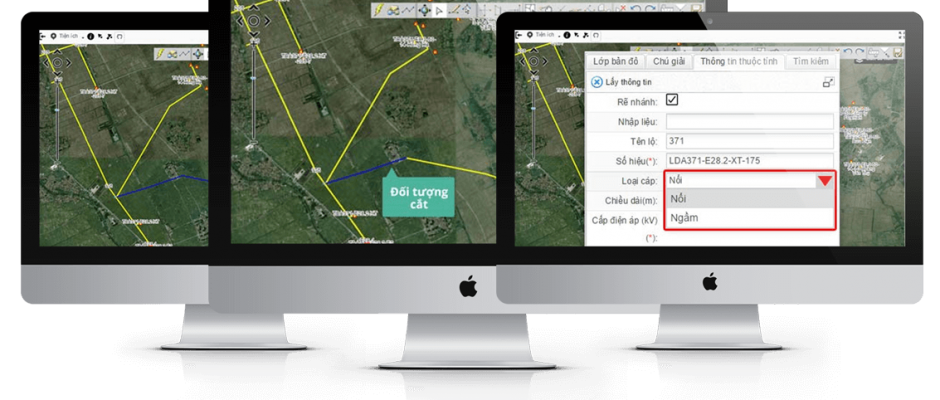 Tiện ích
Đối tượng
cắt
Tiện ích
Lớp bản đồ
Chú giải
Thông tin thuộc tính
Tìm kiếm
Lấy thông tin
Rẽ nhánh:
Nhập liệu:
Tên lộ: 371
Số hiệu(*): LDA371-E28.2-XT-175
Loại cáp: Nổi
Chiều dài(m): Nổi
Cấp điện áp (kV) Ngầm
(*):